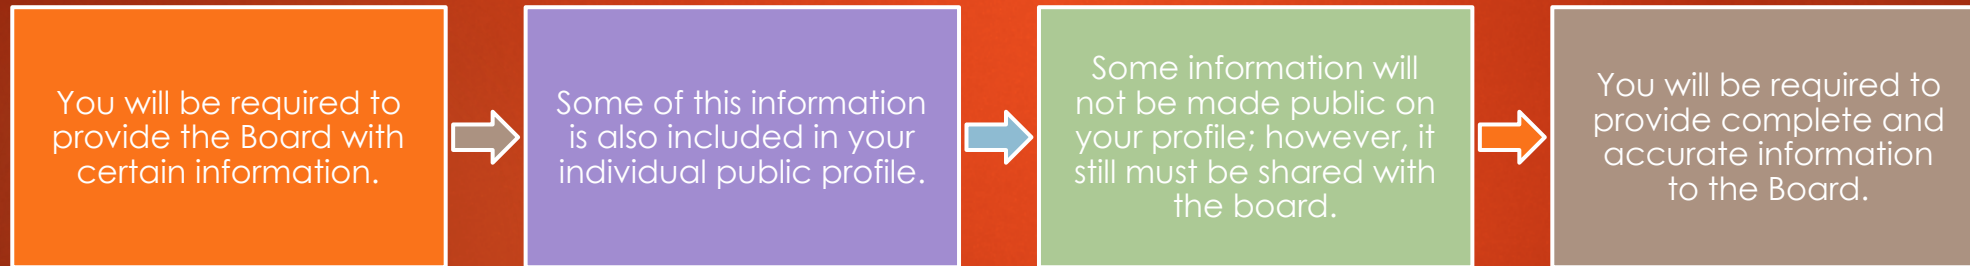 You will be required to
provide the Board with
certain information.
Some of this information
is also included in your
individual public profile.
Some information will
not be made public on
your profile; however, it
still must be shared with
the board.
You will be required to
provide complete and
accurate information
to the Board.